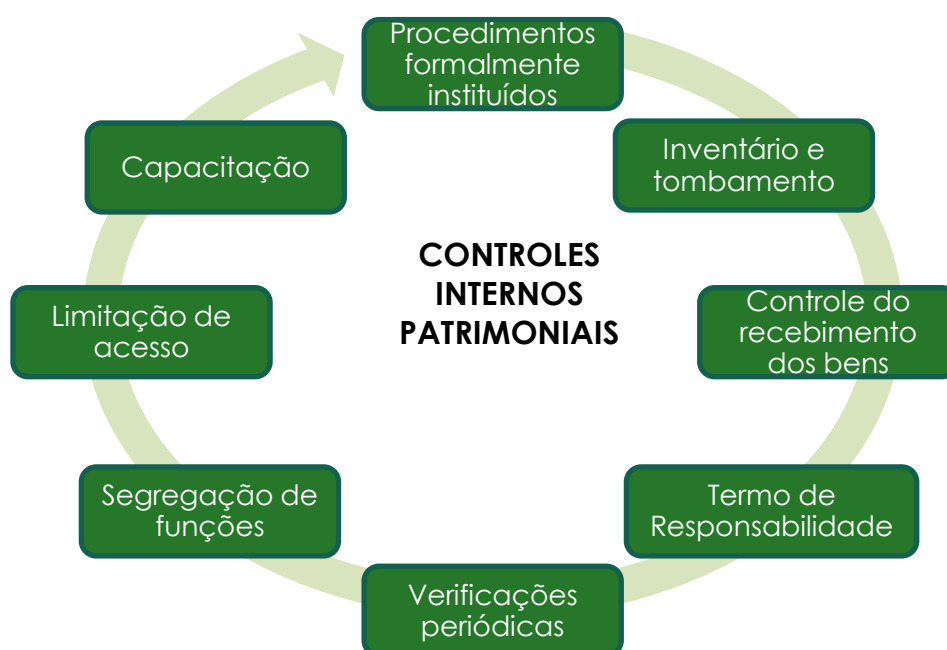 Procedimentos
formalmente
instituídos
Inventário e
tombamento
Controle do
recebimento
dos bens
Termo de
Responsabilidade
Verificações
periódicas
Segregação de
funções
Limitação de
acesso
Capacitação
CONTROLES
INTERNOS
PATRIMONIAIS